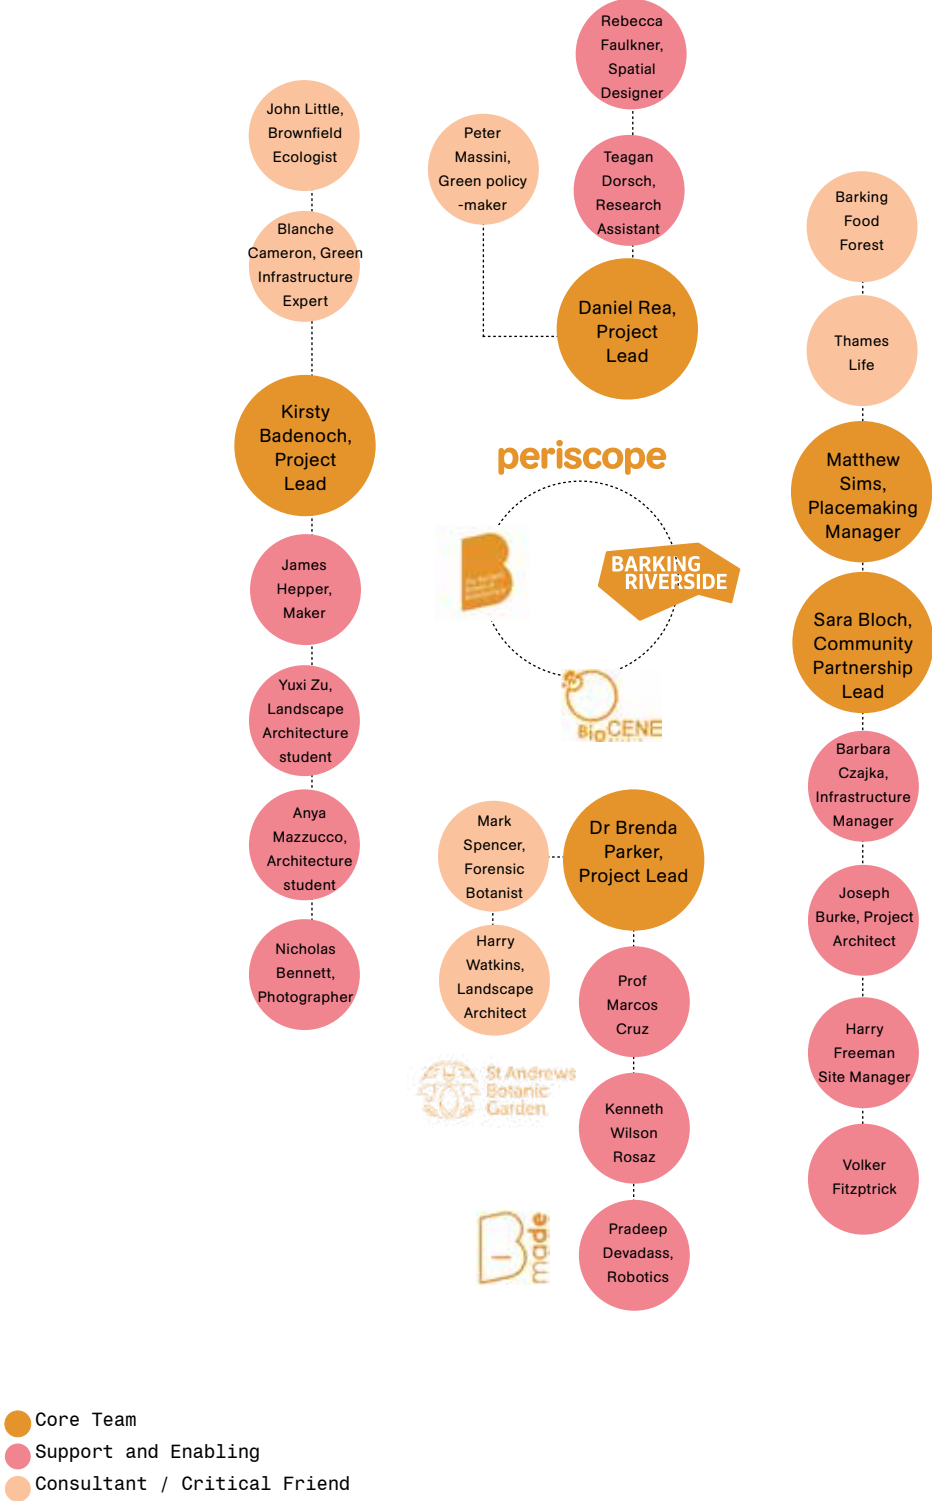 Rebecca
Faulkner,
Spatial
Designer
John Little,
Brownfield
Ecologist
Peter
Massini,
Green policy
-maker
Teagan
Dorsch,
Research
Assistant
Barking
Food
Forest
Blanche
Cameron, Green
Infrastructure
Expert
Daniel Rea,
Project
Lead
Thames
Life
Kirsty
Badenoch,
Project
Lead
periscope
Matthew
Sims,
Placemaking
Manager
B
BARKING
RIVERSIDE
James
Hepper,
Maker
Sara Bloch,
Community
Partnership
Lead
Yuxi Zu,
Landscape
Architecture
student
BiOCENE
Barbara
Czajka,
Infrastructure
Manager
Anya
Mazzucco,
Architecture
student
Mark
Spencer,
Forensic
Botanist
Dr Brenda
Parker,
Project Lead
Joseph
Burke, Project
Architect
Nicholas
Bennett,
Photographer
Harry
Watkins,
Landscape
Architect
Prof
Marcos
Cruz
Harry
Freeman
Site Manager
St Andrews
Botanic
Garden
Kenneth
Wilson
Rosaz
Volker
Fitzptrick
B
made
Pradeep
Devadass,
Robotics
Core Team
Support and Enabling
Consultant / Critical Friend